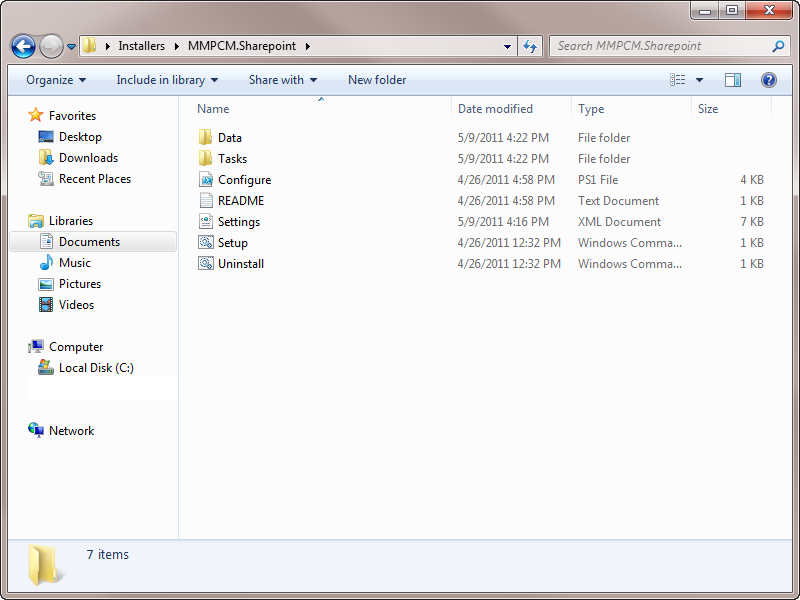 Installers MMPCM.Sharepoint Search MMPCM.Sharepoint
Organize Include in library Share with New folder
Name Date modified Type Size
Favorites
Desktop
Downloads
Recent Places
Libraries
Documents
Music
Pictures
Videos
Computer
Local Disk (C:)
Network
Data 5/9/2011 4:22 PM File folder
Tasks 5/9/2011 4:22 PM File folder
Configure 4/26/2011 4:58 PM PS1 File 4 KB
README 4/26/2011 4:58 PM Text Document 1 KB
Settings 5/9/2011 4:16 PM XML Document 7 KB
Setup 4/26/2011 12:32 PM Windows Comma... 1 KB
Uninstall 4/26/2011 12:32 PM Windows Comma... 1 KB
7 items